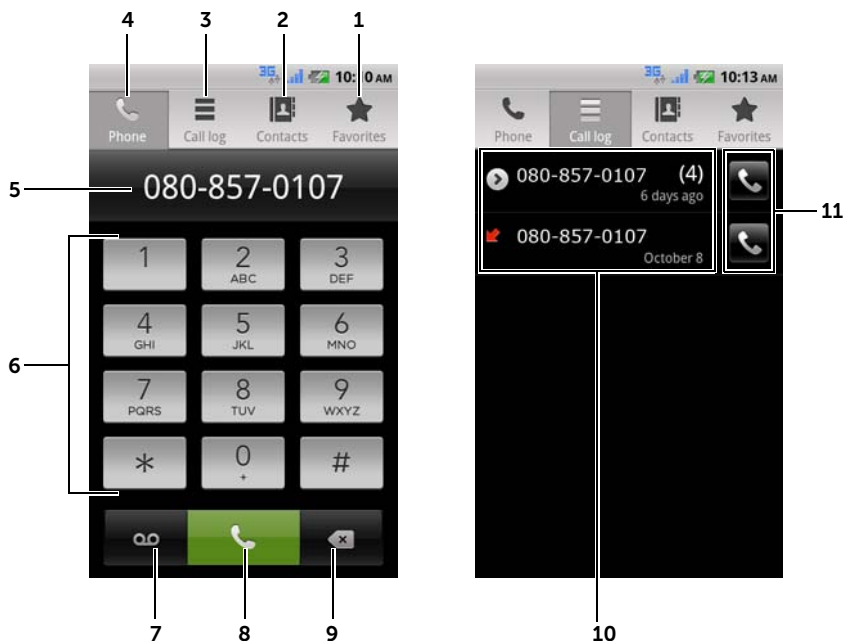 4 3 2 1
3G 10:10 AM
Phone Call log Contacts Favorites
5
080-857-0107
1 2 ABC 3 DEF
4 GHI 5 JKL 6 MNO
6
7 PQRS 8 TUV 9 WXYZ
* 0 + #
7 8 9
3G 10:13 AM
Phone Call log Contacts Favorites
080-857-0107 (4)
6 days ago
11
080-857-0107
October 8
10